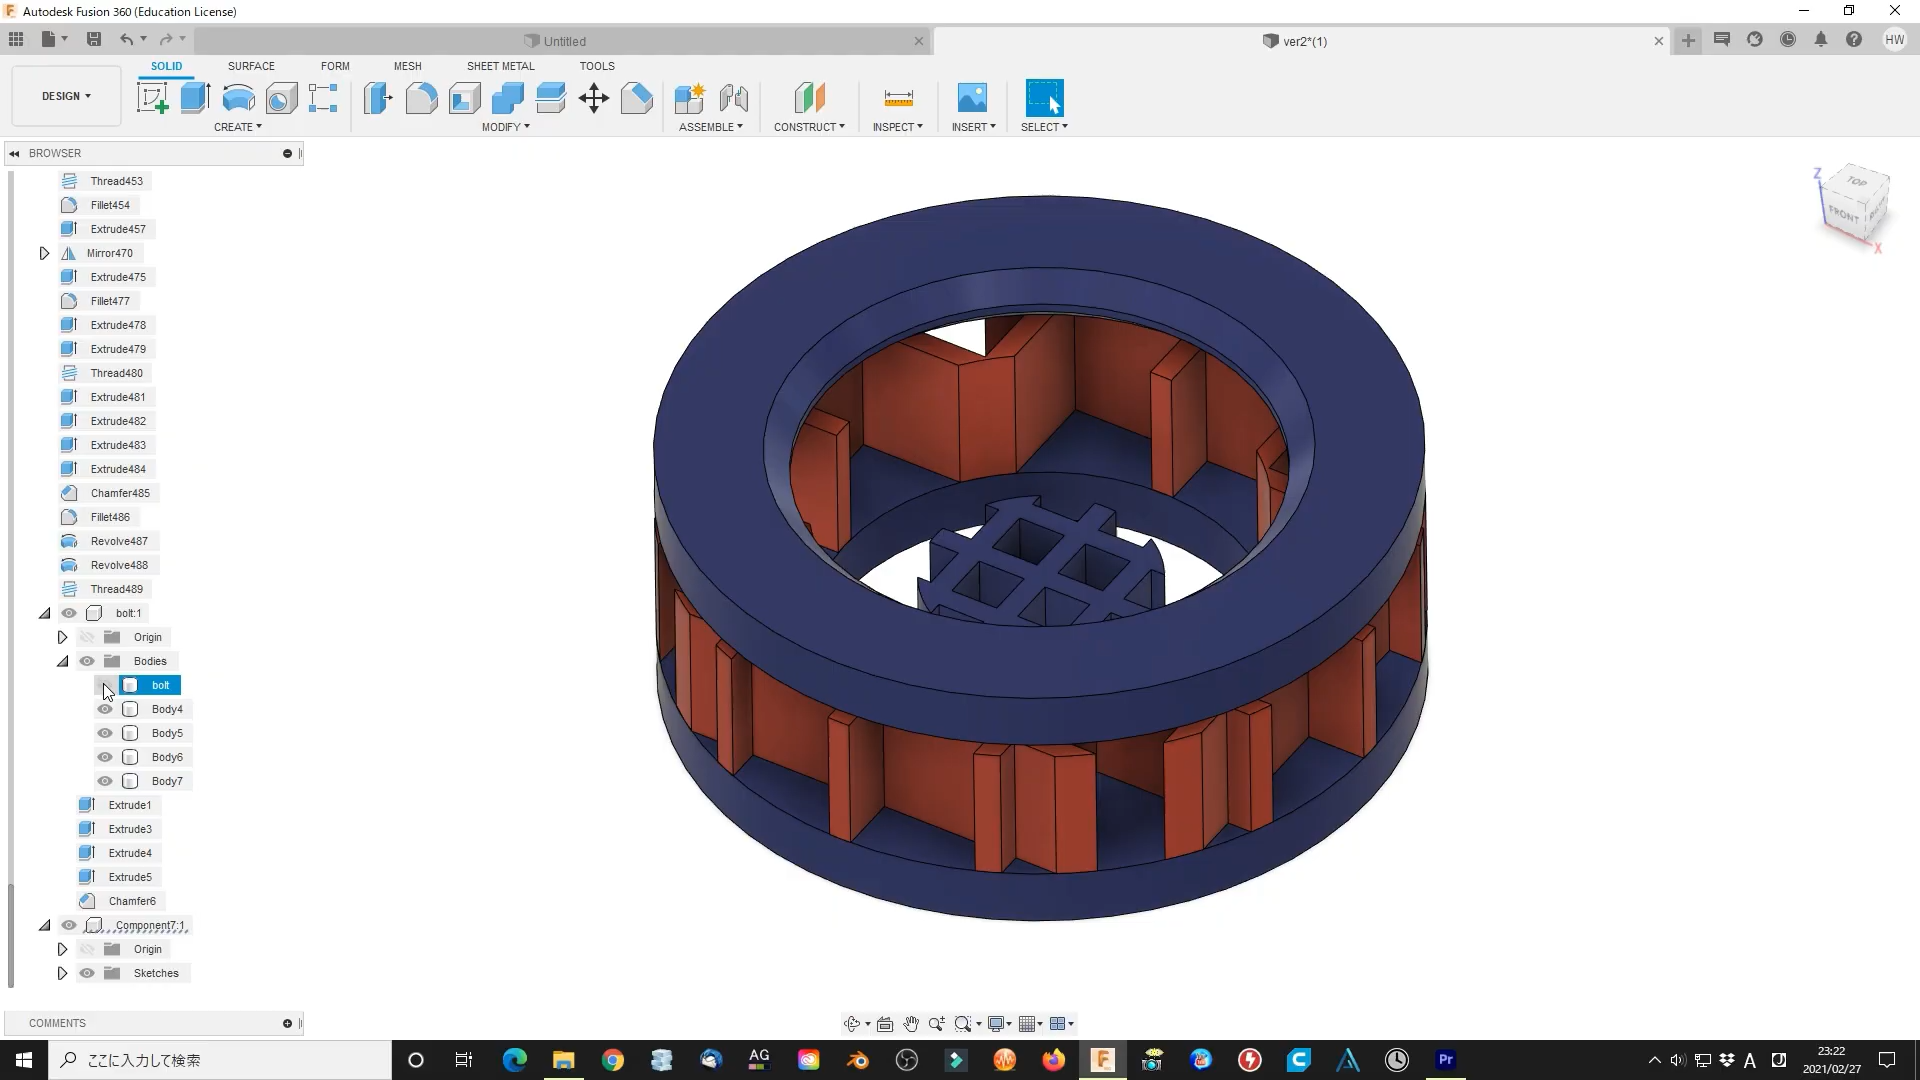 Autodesk Fusion 360 (Education License)
Untitled
ver2*(1)
HW
DESIGN
SOLID
SURFACE
FORM
MESH
SHEET METAL
TOOLS
CREATE
MODIFY
ASSEMBLE
CONSTRUCT
INSPECT
INSERT
SELECT
BROWSER
Thread453
Fillet454
Extrude457
Mirror470
Extrude475
Fillet477
Extrude478
Extrude479
Thread480
Extrude481
Extrude482
Extrude483
Extrude484
Chamfer485
Fillet486
Revolve487
Revolve488
Thread489
bolt:1
Origin
Bodies
bolt
Body4
Body5
Body6
Body7
Extrude1
Extrude3
Extrude4
Extrude5
Chamfer6
Component7:1
Origin
Sketches
Z
TOP
FRONT
X
COMMENTS
ここに入力して検索
AG
Pr
A
23:22
2021/02/27